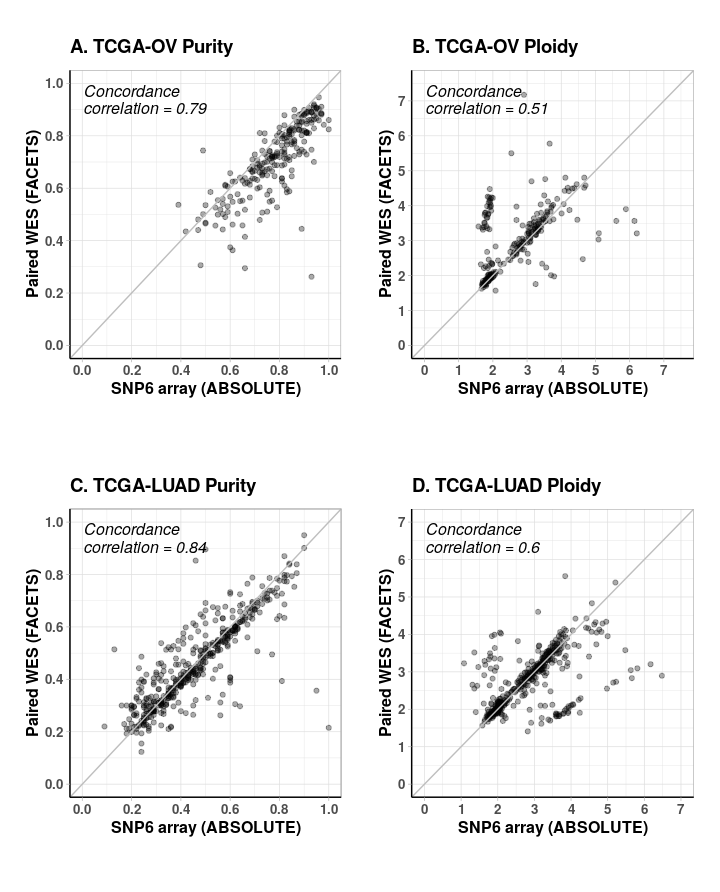 A. TCGA-OV Purity
Concordance
correlation = 0.79
1.0
0.8
0.6
0.4
0.2
0.0
Paired WES (FACETS)
0.0 0.2 0.4 0.6 0.8 1.0
SNP6 array (ABSOLUTE)
B. TCGA-OV Ploidy
Concordance
correlation = 0.51
7
6
5
4
3
2
1
0
Paired WES (FACETS)
0 1 2 3 4 5 6 7
SNP6 array (ABSOLUTE)
C. TCGA-LUAD Purity
Concordance
correlation = 0.84
1.0
0.8
0.6
0.4
0.2
0.0
Paired WES (FACETS)
0.0 0.2 0.4 0.6 0.8 1.0
SNP6 array (ABSOLUTE)
D. TCGA-LUAD Ploidy
Concordance
correlation = 0.6
7
6
5
4
3
2
1
0
Paired WES (FACETS)
0 1 2 3 4 5 6 7
SNP6 array (ABSOLUTE)